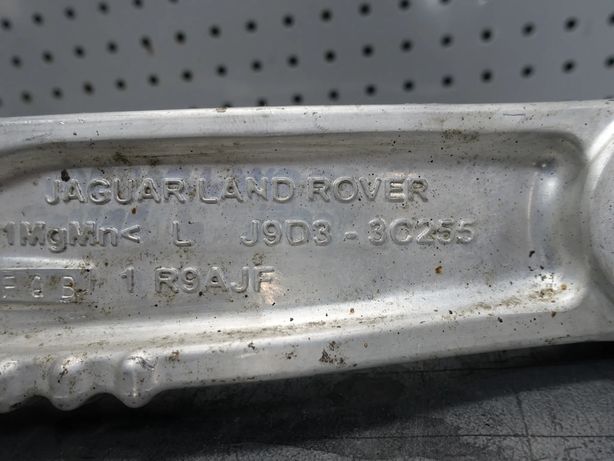 JAGUAR LAND ROVER
1MgMn< L J9D3 - 3C255
1 R9AJF